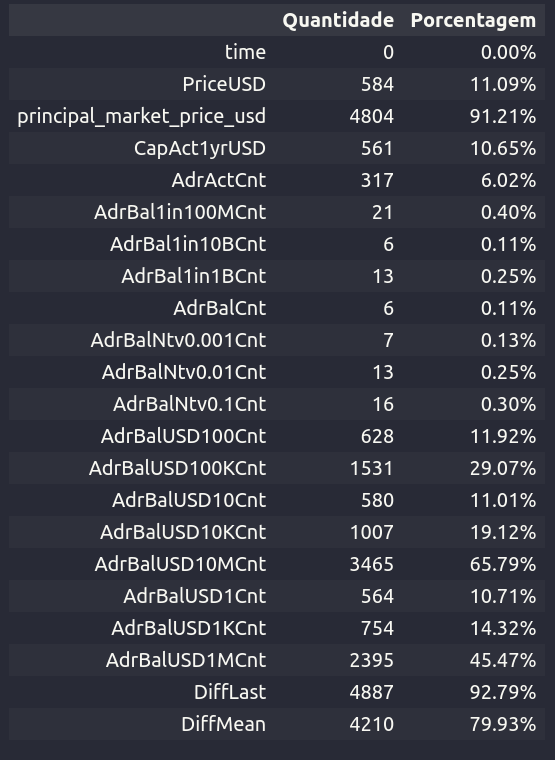 Quantidade Porcentagem
time 0 0.00%
PriceUSD 584 11.09%
principal_market_price_usd 4804 91.21%
CapAct1yrUSD 561 10.65%
AdrActCnt 317 6.02%
AdrBal1in100MCnt 21 0.40%
AdrBal1in10BCnt 6 0.11%
AdrBal1in1BCnt 13 0.25%
AdrBalCnt 6 0.11%
AdrBalNtv0.001Cnt 7 0.13%
AdrBalNtv0.01Cnt 13 0.25%
AdrBalNtv0.1Cnt 16 0.30%
AdrBalUSD100Cnt 628 11.92%
AdrBalUSD100KCnt 1531 29.07%
AdrBalUSD10Cnt 580 11.01%
AdrBalUSD10KCnt 1007 19.12%
AdrBalUSD10MCnt 3465 65.79%
AdrBalUSD1Cnt 564 10.71%
AdrBalUSD1KCnt 754 14.32%
AdrBalUSD1MCnt 2395 45.47%
DiffLast 4887 92.79%
DiffMean 4210 79.93%